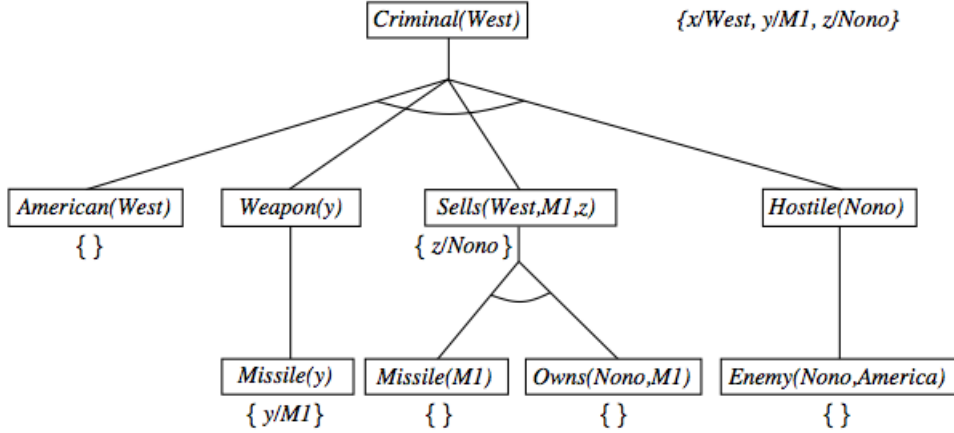 Criminal(West) {x/West, y/M1, z/Nono}
American(West) Weapon(y) Sells(West,M1,z) Hostile(Nono)
{ } { z/Nono }
Missile(y) Missile(M1) Owns(Nono,M1) Enemy(Nono,America)
{ y/M1} { } { } { }